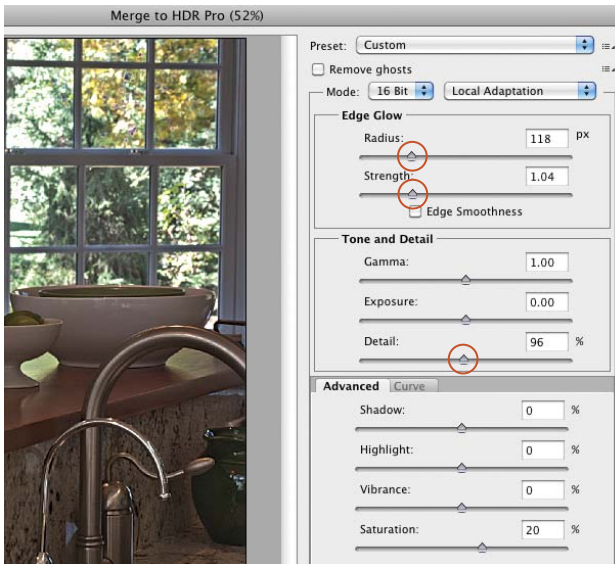 Merge to HDR Pro (52%)
Preset: Custom
Remove ghosts
Mode: 16 Bit Local Adaptation
Edge Glow
Radius: 118 px
Strength: 1.04
Edge Smoothness
Tone and Detail
Gamma: 1.00
Exposure: 0.00
Detail: 96 %
Advanced Curve
Shadow: 0 %
Highlight: 0 %
Vibrance: 0 %
Saturation: 20 %